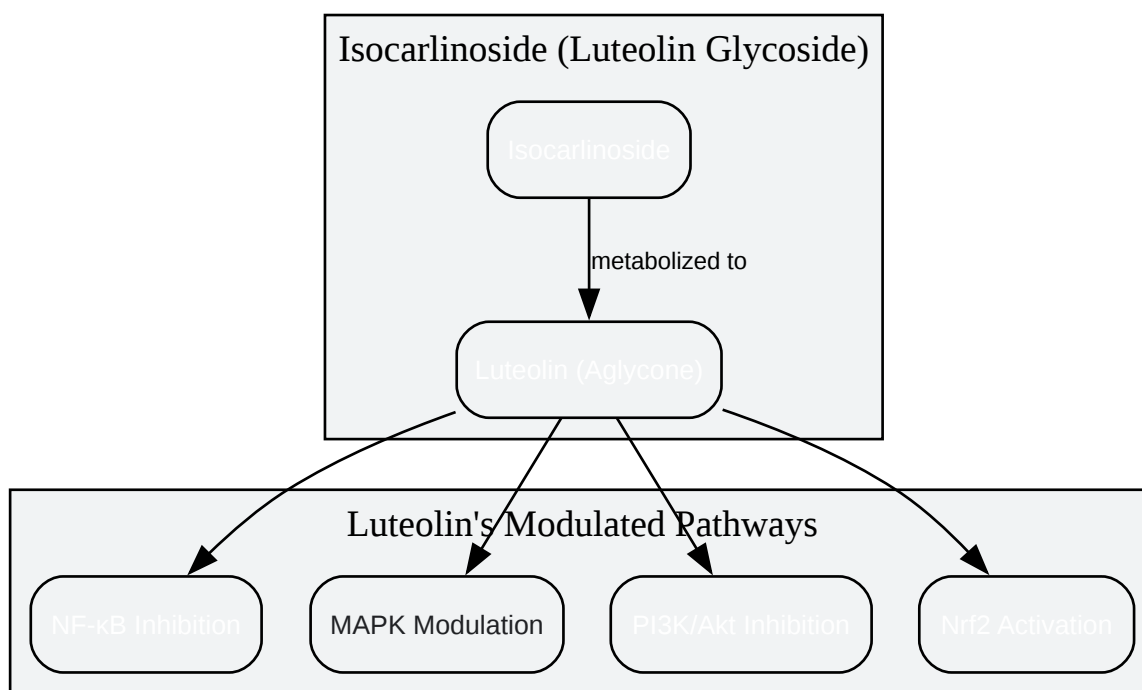 Isocarlinoside (Luteolin Glycoside)
Isocarlinoside
metabolized to
Luteolin (Aglycone)
Luteolin's Modulated Pathways
NF-κB Inhibition
MAPK Modulation
PI3K/Akt Inhibition
Nrf2 Activation